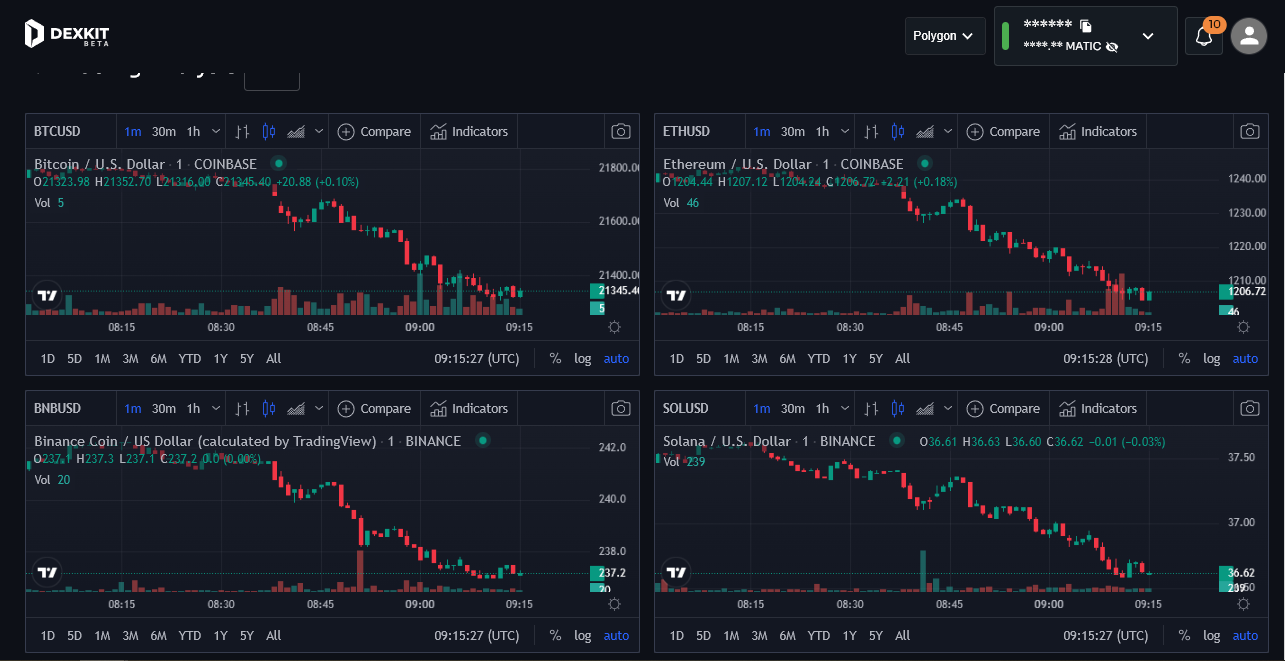 DEXKIT
BETA
Polygon
******
****.** MATIC
10
BTCUSD 1m 30m 1h Compare Indicators
Bitcoin / U.S. Dollar · 1 · COINBASE
O21323.98 H21352.70 L21316.00 C21345.40 +20.88 (+0.10%)
Vol 5
21800.00
21600.00
21400.00
21345.40
5
08:15 08:30 08:45 09:00 09:15
1D 5D 1M 3M 6M YTD 1Y 5Y All 09:15:27 (UTC) % log auto
ETHUSD 1m 30m 1h Compare Indicators
Ethereum / U.S. Dollar · 1 · COINBASE
O1204.44 H1207.12 L1204.24 C1206.72 +2.21 (+0.18%)
Vol 46
1240.00
1230.00
1220.00
1210.00
1206.72
46
08:15 08:30 08:45 09:00 09:15
1D 5D 1M 3M 6M YTD 1Y 5Y All 09:15:28 (UTC) % log auto
BNBUSD 1m 30m 1h Compare Indicators
Binance Coin / US Dollar (calculated by TradingView) · 1 · BINANCE
O237.1 H237.3 L237.1 C237.2 0.0 (0.00%)
Vol 20
242.0
240.0
238.0
237.2
20
08:15 08:30 08:45 09:00 09:15
1D 5D 1M 3M 6M YTD 1Y 5Y All 09:15:27 (UTC) % log auto
SOLUSD 1m 30m 1h Compare Indicators
Solana / U.S. Dollar · 1 · BINANCE O36.61 H36.63 L36.60 C36.62 −0.01 (−0.03%)
Vol 239
37.50
37.00
36.62
239
08:15 08:30 08:45 09:00 09:15
1D 5D 1M 3M 6M YTD 1Y 5Y All 09:15:27 (UTC) % log auto